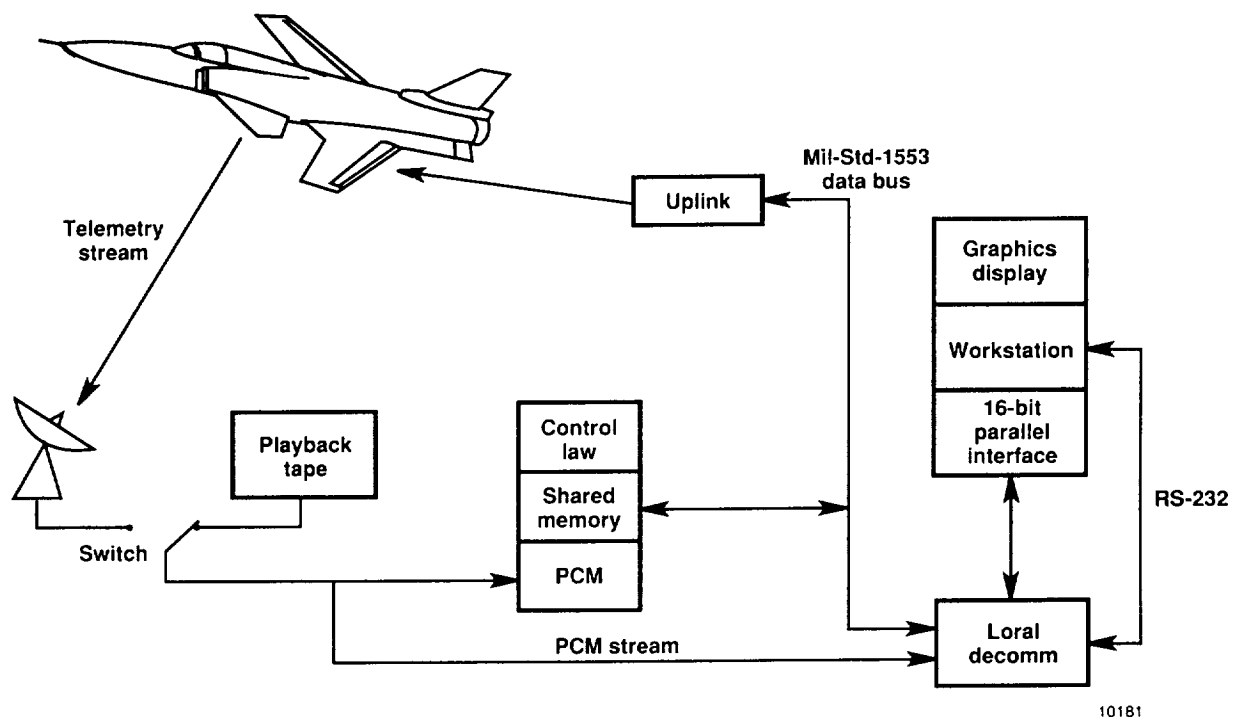 Mil-Std-1553
data bus
Uplink
Telemetry
stream
Graphics
display
Workstation
16-bit
parallel
interface
Playback
tape
Control
law
Shared
memory
PCM
Switch
RS-232
PCM stream
Loral
decomm
10181